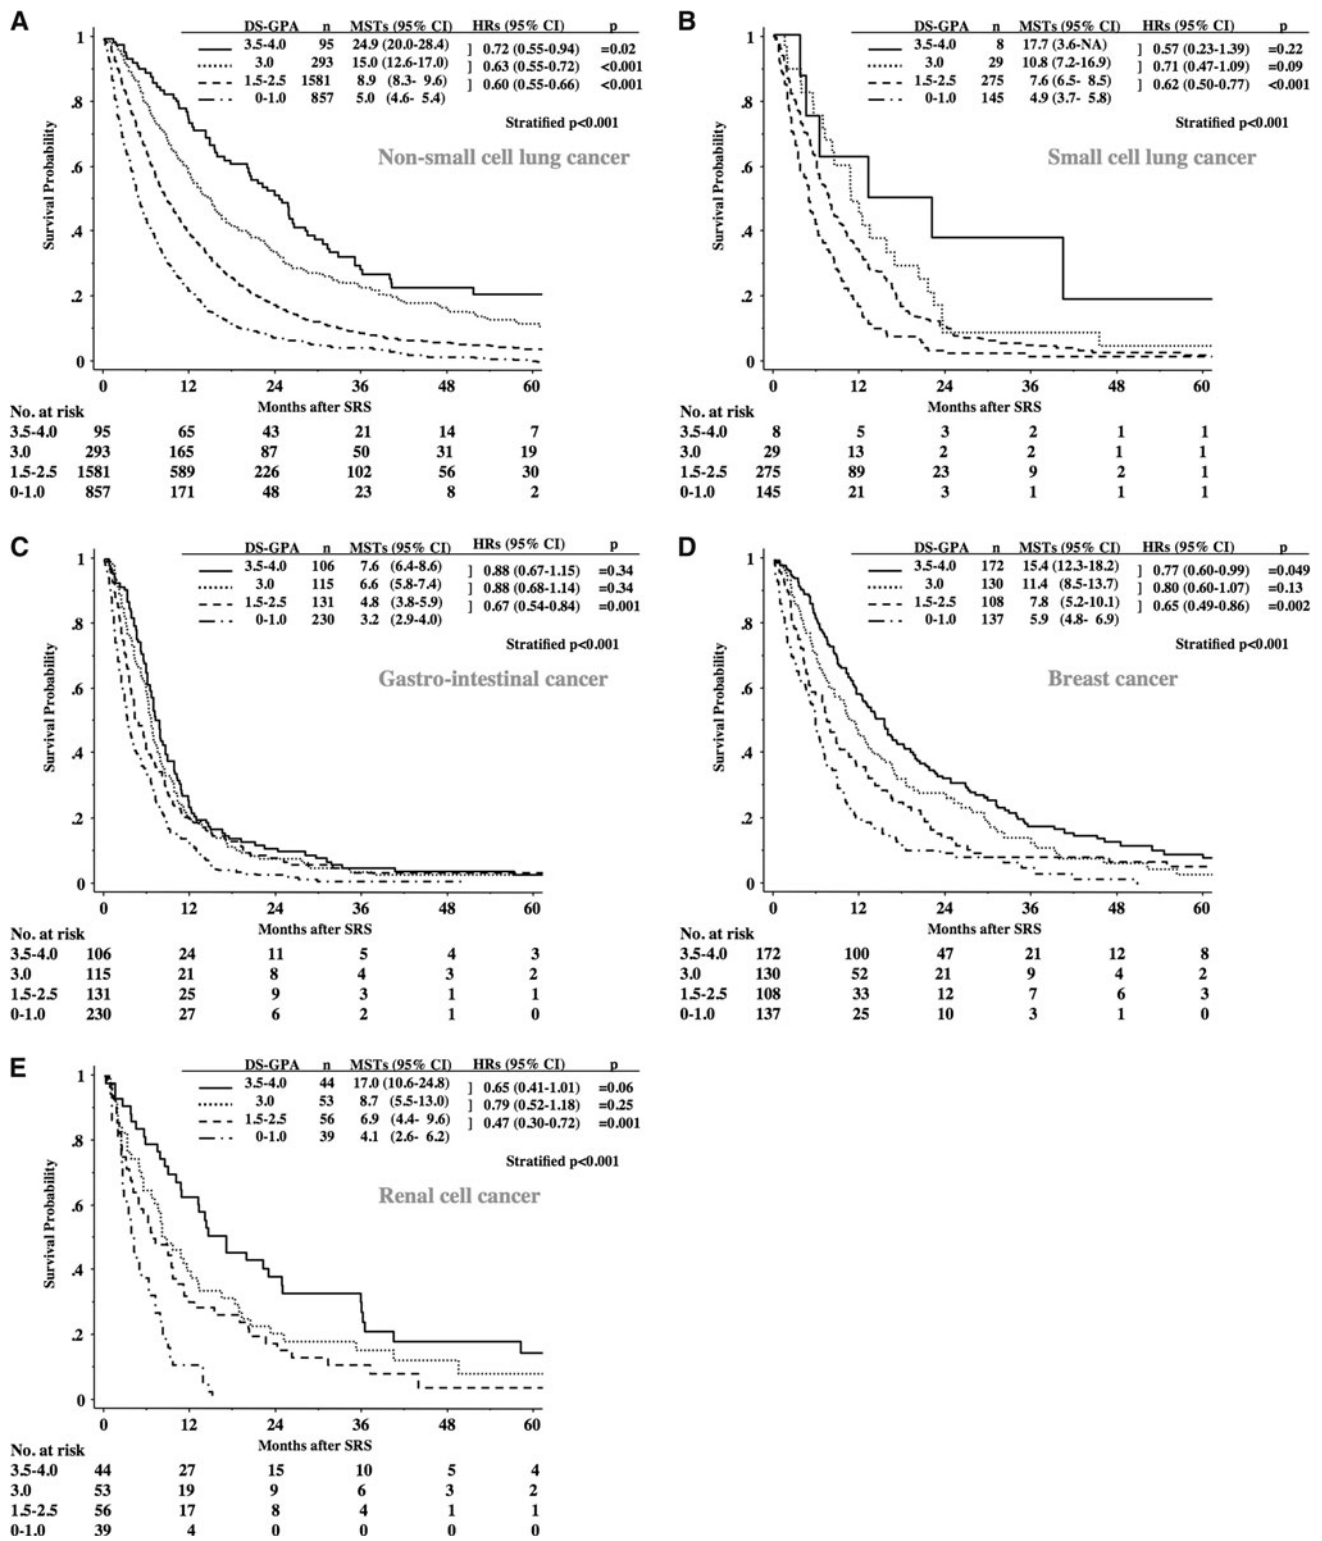 A
DS-GPA n MSTs (95% CI) HRs (95% CI) p
3.5-4.0 95 24.9 (20.0-28.4) ] 0.72 (0.55-0.94) =0.02
3.0 293 15.0 (12.6-17.0) ] 0.63 (0.55-0.72) <0.001
1.5-2.5 1581 8.9 (8.3- 9.6) ] 0.60 (0.55-0.66) <0.001
0-1.0 857 5.0 (4.6- 5.4)
Stratified p<0.001
Non-small cell lung cancer
Survival Probability
1
.8
.6
.4
.2
0
0 12 24 36 48 60
Months after SRS
No. at risk
3.5-4.0 95 65 43 21 14 7
3.0 293 165 87 50 31 19
1.5-2.5 1581 589 226 102 56 30
0-1.0 857 171 48 23 8 2
B
DS-GPA n MSTs (95% CI) HRs (95% CI) p
3.5-4.0 8 17.7 (3.6-NA) ] 0.57 (0.23-1.39) =0.22
3.0 29 10.8 (7.2-16.9) ] 0.71 (0.47-1.09) =0.09
1.5-2.5 275 7.6 (6.5- 8.5) ] 0.62 (0.50-0.77) <0.001
0-1.0 145 4.9 (3.7- 5.8)
Stratified p<0.001
Small cell lung cancer
Survival Probability
1
.8
.6
.4
.2
0
0 12 24 36 48 60
Months after SRS
No. at risk
3.5-4.0 8 5 3 2 1 1
3.0 29 13 2 2 1 1
1.5-2.5 275 89 23 9 2 1
0-1.0 145 21 3 1 1 1
C
DS-GPA n MSTs (95% CI) HRs (95% CI) p
3.5-4.0 106 7.6 (6.4-8.6) ] 0.88 (0.67-1.15) =0.34
3.0 115 6.6 (5.8-7.4) ] 0.88 (0.68-1.14) =0.34
1.5-2.5 131 4.8 (3.8-5.9) ] 0.67 (0.54-0.84) =0.001
0-1.0 230 3.2 (2.9-4.0)
Stratified p<0.001
Gastro-intestinal cancer
Survival Probability
1
.8
.6
.4
.2
0
0 12 24 36 48 60
Months after SRS
No. at risk
3.5-4.0 106 24 11 5 4 3
3.0 115 21 8 4 3 2
1.5-2.5 131 25 9 3 1 1
0-1.0 230 27 6 2 1 0
D
DS-GPA n MSTs (95% CI) HRs (95% CI) p
3.5-4.0 172 15.4 (12.3-18.2) ] 0.77 (0.60-0.99) =0.049
3.0 130 11.4 (8.5-13.7) ] 0.80 (0.60-1.07) =0.13
1.5-2.5 108 7.8 (5.2-10.1) ] 0.65 (0.49-0.86) =0.002
0-1.0 137 5.9 (4.8- 6.9)
Stratified p<0.001
Breast cancer
Survival Probability
1
.8
.6
.4
.2
0
0 12 24 36 48 60
Months after SRS
No. at risk
3.5-4.0 172 100 47 21 12 8
3.0 130 52 21 9 4 2
1.5-2.5 108 33 12 7 6 3
0-1.0 137 25 10 3 1 0
E
DS-GPA n MSTs (95% CI) HRs (95% CI) p
3.5-4.0 44 17.0 (10.6-24.8) ] 0.65 (0.41-1.01) =0.06
3.0 53 8.7 (5.5-13.0) ] 0.79 (0.52-1.18) =0.25
1.5-2.5 56 6.9 (4.4- 9.6) ] 0.47 (0.30-0.72) =0.001
0-1.0 39 4.1 (2.6- 6.2)
Stratified p<0.001
Renal cell cancer
Survival Probability
1
.8
.6
.4
.2
0
0 12 24 36 48 60
Months after SRS
No. at risk
3.5-4.0 44 27 15 10 5 4
3.0 53 19 9 6 3 2
1.5-2.5 56 17 8 4 1 1
0-1.0 39 4 0 0 0 0